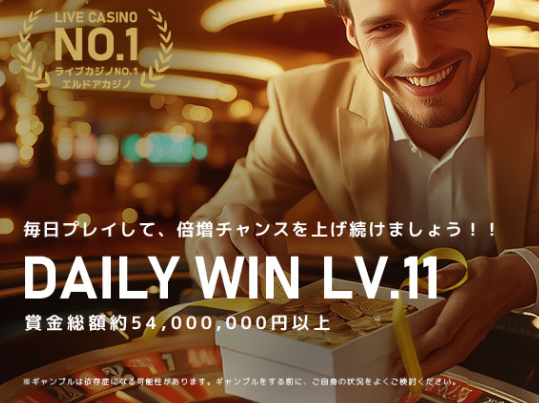 LIVE CASINO
NO.1
ライブカジノNO.1
エルドアカジノ
毎日プレイして、倍増チャンスを上げ続けましょう！！
DAILY WIN LV.11
賞金総額約54,000,000円以上
※ギャンブルは依存症になる可能性があります。ギャンブルをする前に、ご自身の状況をよくご検討ください。